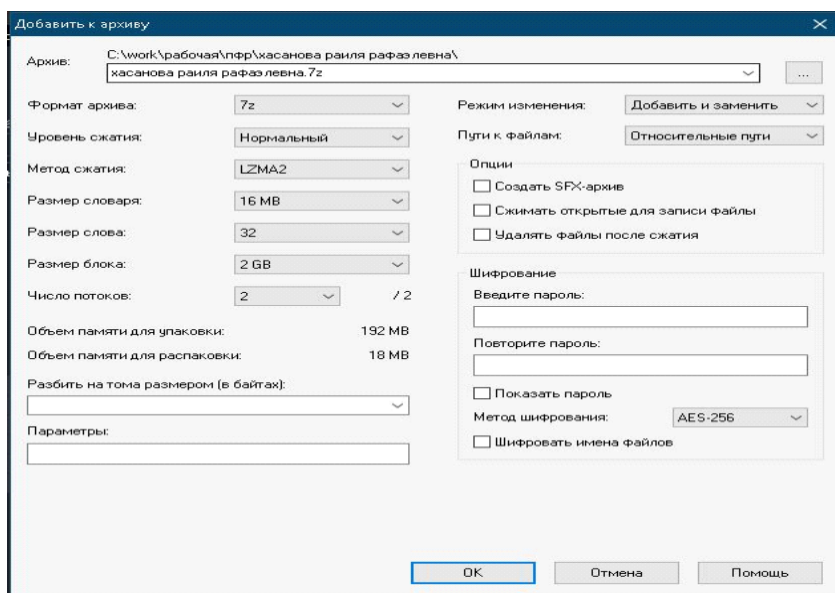 Добавить к архиву
Архив:
C:\work\рабочая\пфр\хасанова раиля рафаэлевна\
хасанова раиля рафаэлевна.7z
...
Формат архива: 7z
Уровень сжатия: Нормальный
Метод сжатия: LZMA2
Размер словаря: 16 MB
Размер слова: 32
Размер блока: 2 GB
Число потоков: 2 / 2
Объем памяти для упаковки: 192 MB
Объем памяти для распаковки: 18 MB
Разбить на тома размером (в байтах):
Параметры:
Режим изменения: Добавить и заменить
Пути к файлам: Относительные пути
Опции
Создать SFX-архив
Сжимать открытые для записи файлы
Удалять файлы после сжатия
Шифрование
Введите пароль:
Повторите пароль:
Показать пароль
Метод шифрования: AES-256
Шифровать имена файлов
OK Отмена Помощь